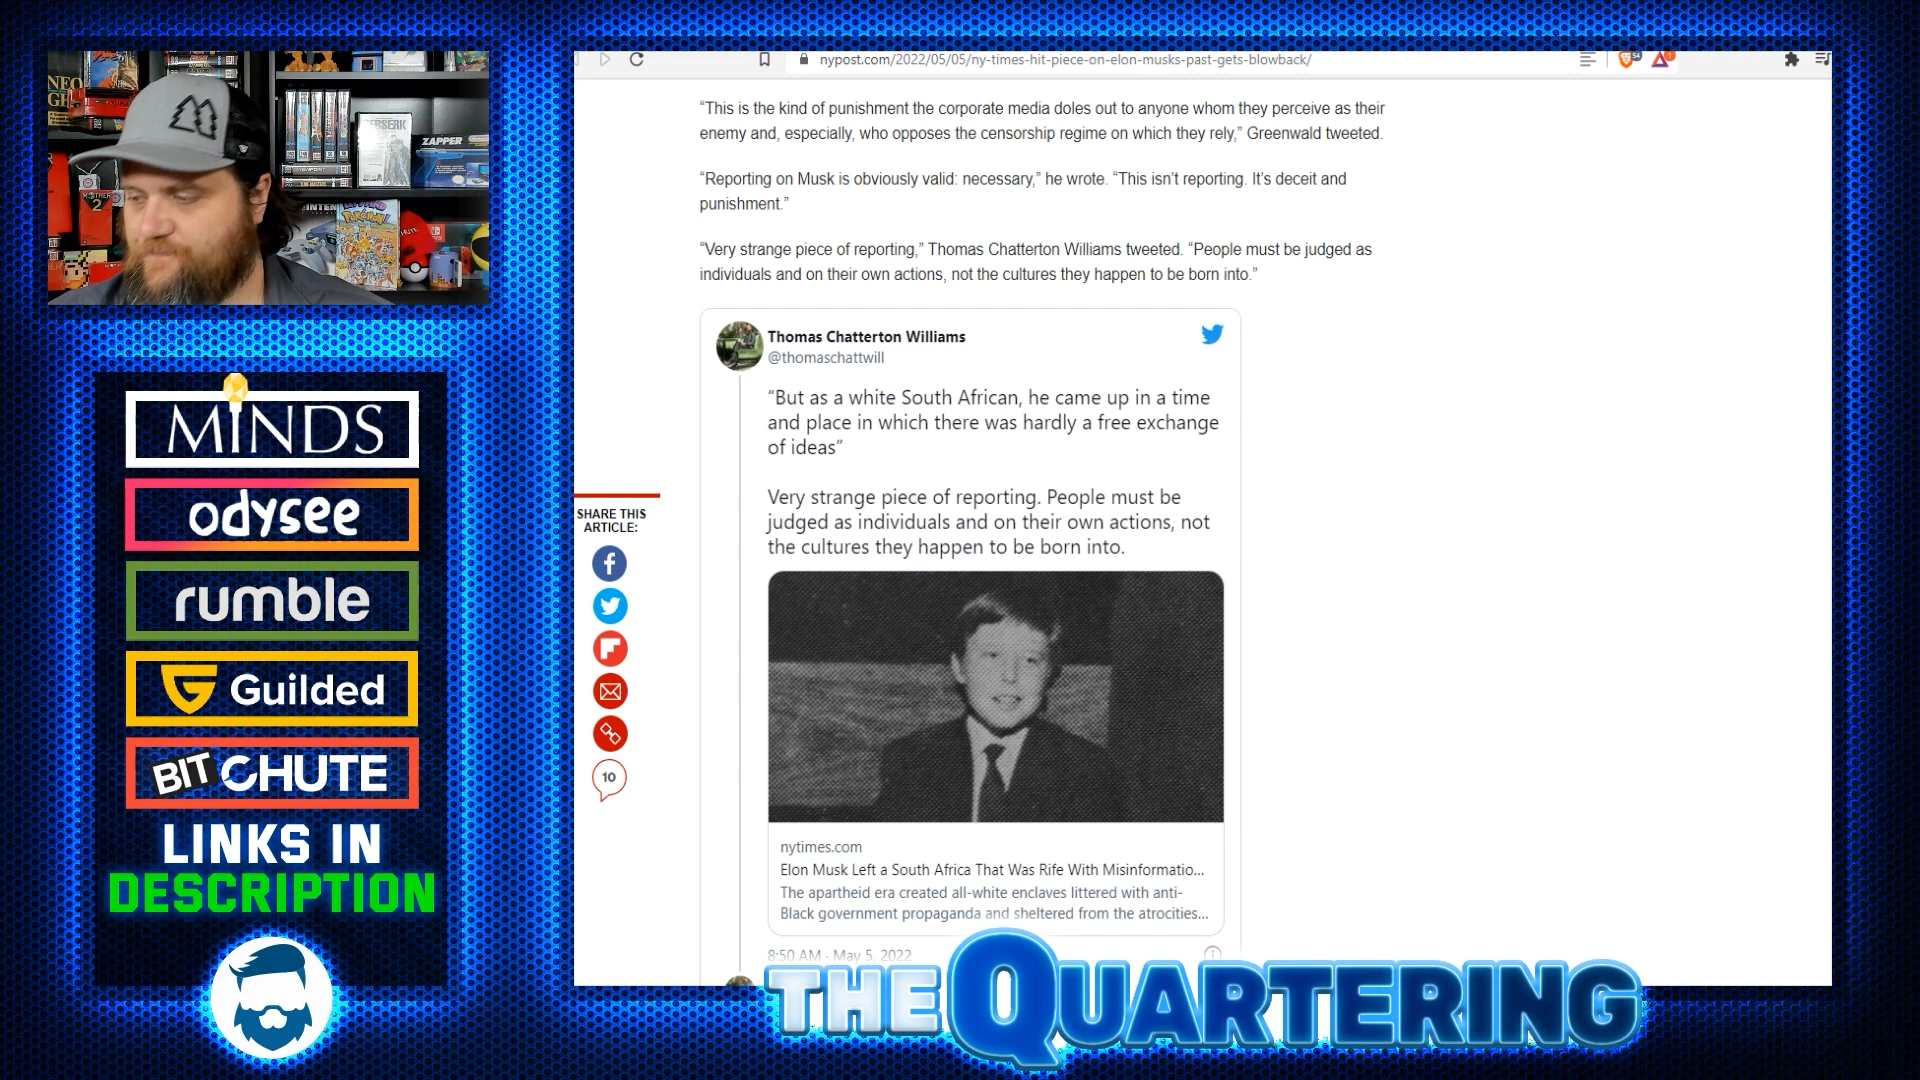 NEO
MOTHER
2
BERSERK
ZAPPER
POKéMON!
MINDS
odysee
rumble
Guilded
BITCHUTE
LINKS IN
DESCRIPTION
nypost.com/2022/05/05/ny-times-hit-piece-on-elon-musks-past-gets-blowback/
“This is the kind of punishment the corporate media doles out to anyone whom they perceive as their
enemy and, especially, who opposes the censorship regime on which they rely,” Greenwald tweeted.
“Reporting on Musk is obviously valid: necessary,” he wrote. “This isn’t reporting. It’s deceit and
punishment.”
“Very strange piece of reporting,” Thomas Chatterton Williams tweeted. “People must be judged as
individuals and on their own actions, not the cultures they happen to be born into.”
SHARE THIS
ARTICLE:
10
Thomas Chatterton Williams
@thomaschattwill
“But as a white South African, he came up in a time
and place in which there was hardly a free exchange
of ideas”
Very strange piece of reporting. People must be
judged as individuals and on their own actions, not
the cultures they happen to be born into.
nytimes.com
Elon Musk Left a South Africa That Was Rife With Misinformatio...
The apartheid era created all-white enclaves littered with anti-
Black government propaganda and sheltered from the atrocities...
8:50 AM · May 5, 2022
THE QUARTERING